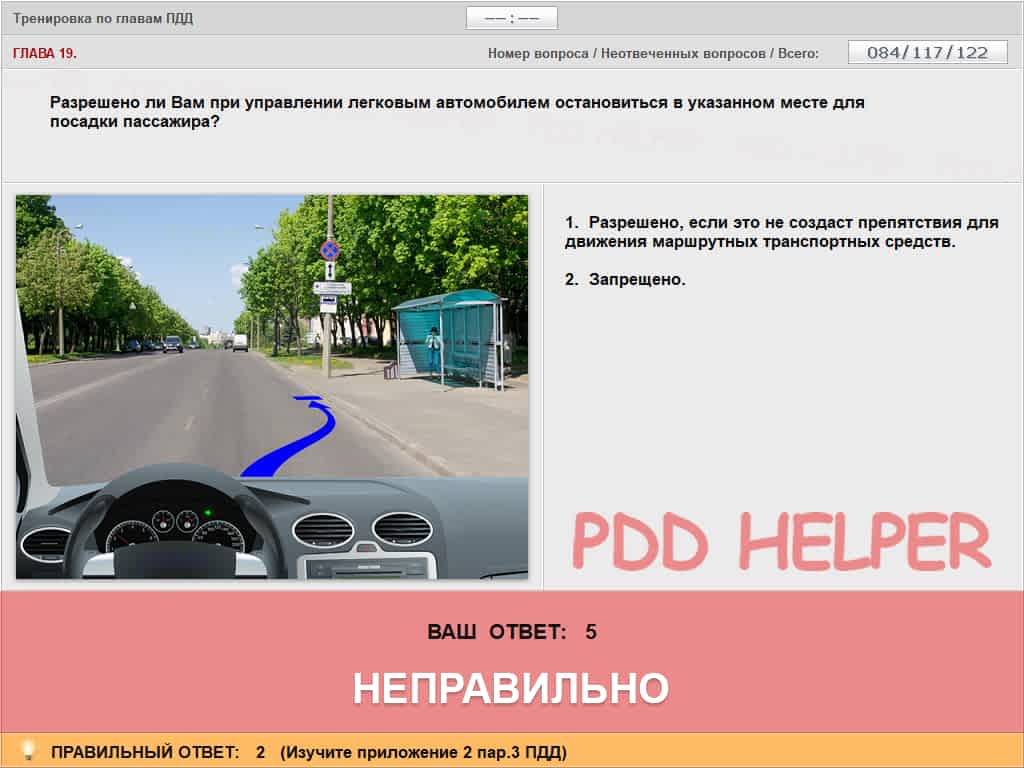 Тренировка по главам ПДД
—— : ——
ГЛАВА 19.
Номер вопроса / Неотвеченных вопросов / Всего:
084/117/122
Разрешено ли Вам при управлении легковым автомобилем остановиться в указанном месте для
посадки пассажира?
1. Разрешено, если это не создаст препятствия для
движения маршрутных транспортных средств.
2. Запрещено.
PDD HELPER
ВАШ ОТВЕТ: 5
НЕПРАВИЛЬНО
ПРАВИЛЬНЫЙ ОТВЕТ: 2 (Изучите приложение 2 пар.3 ПДД)